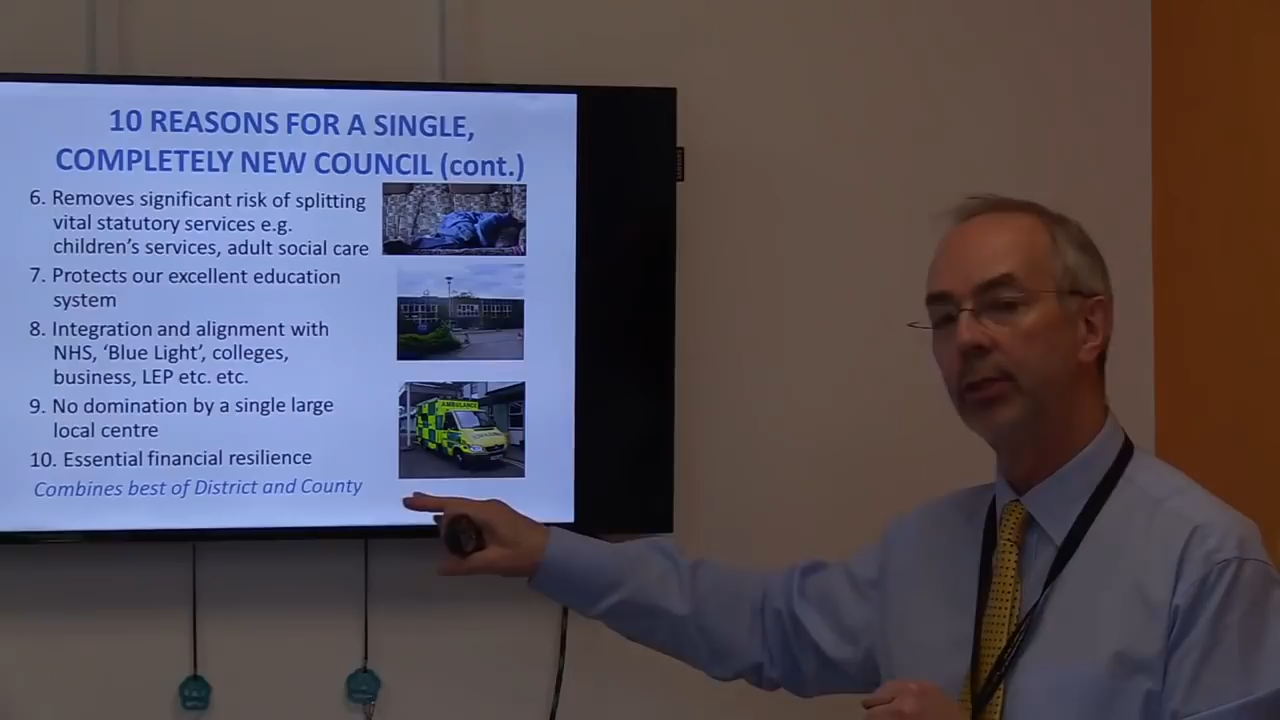 10 REASONS FOR A SINGLE,
COMPLETELY NEW COUNCIL (cont.)
6. Removes significant risk of splitting
vital statutory services e.g.
children's services, adult social care
7. Protects our excellent education
system
8. Integration and alignment with
NHS, 'Blue Light', colleges,
business, LEP etc. etc.
9. No domination by a single large
local centre
10. Essential financial resilience
Combines best of District and County
AMBULANCE
SAMSUNG